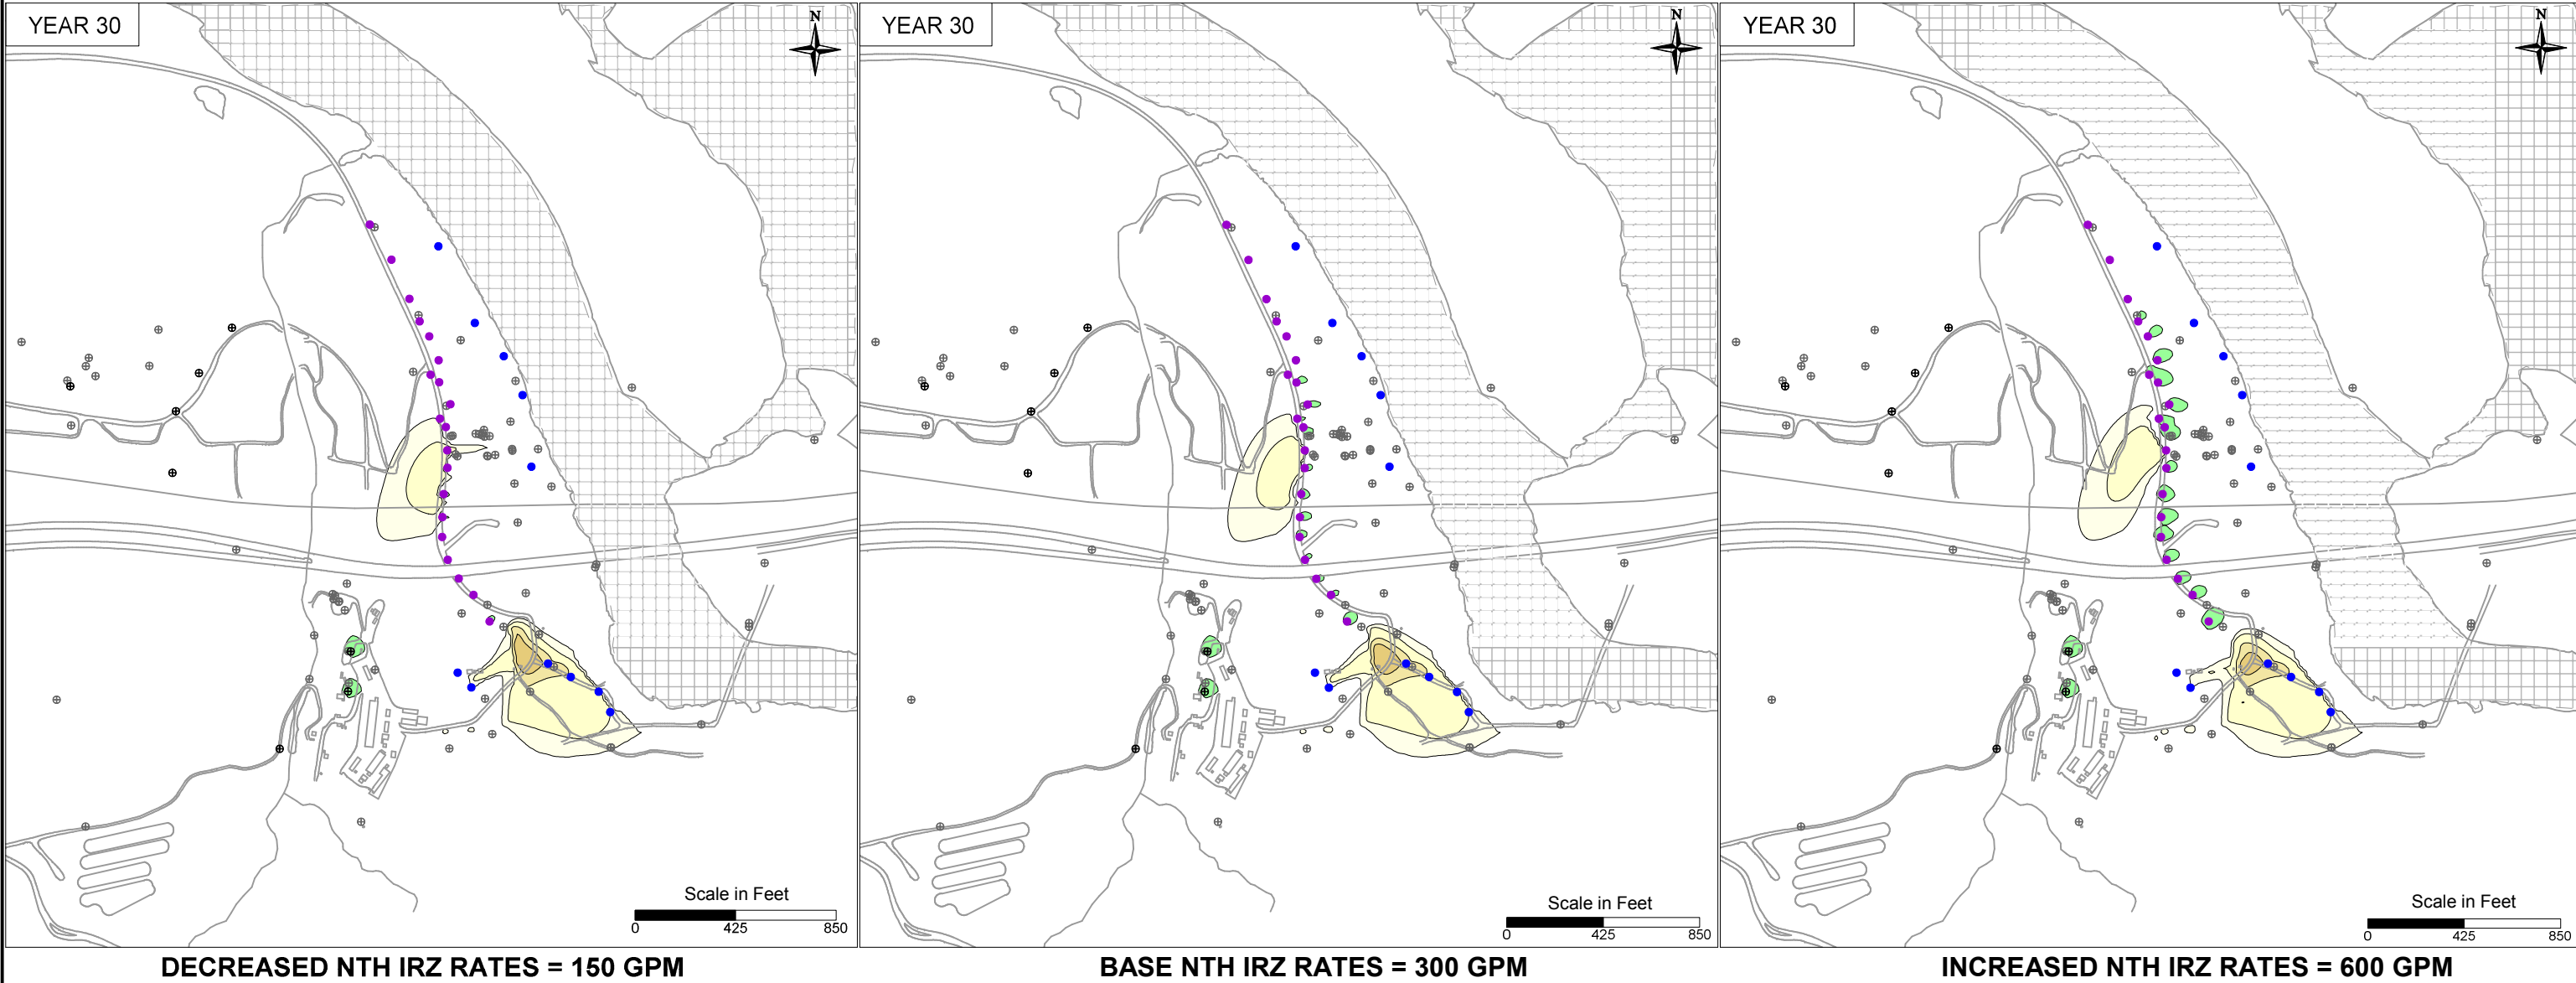 YEAR 30
N
Scale in Feet
0 425 850
DECREASED NTH IRZ RATES = 150 GPM
YEAR 30
N
Scale in Feet
0 425 850
BASE NTH IRZ RATES = 300 GPM
YEAR 30
N
Scale in Feet
0 425 850
INCREASED NTH IRZ RATES = 600 GPM